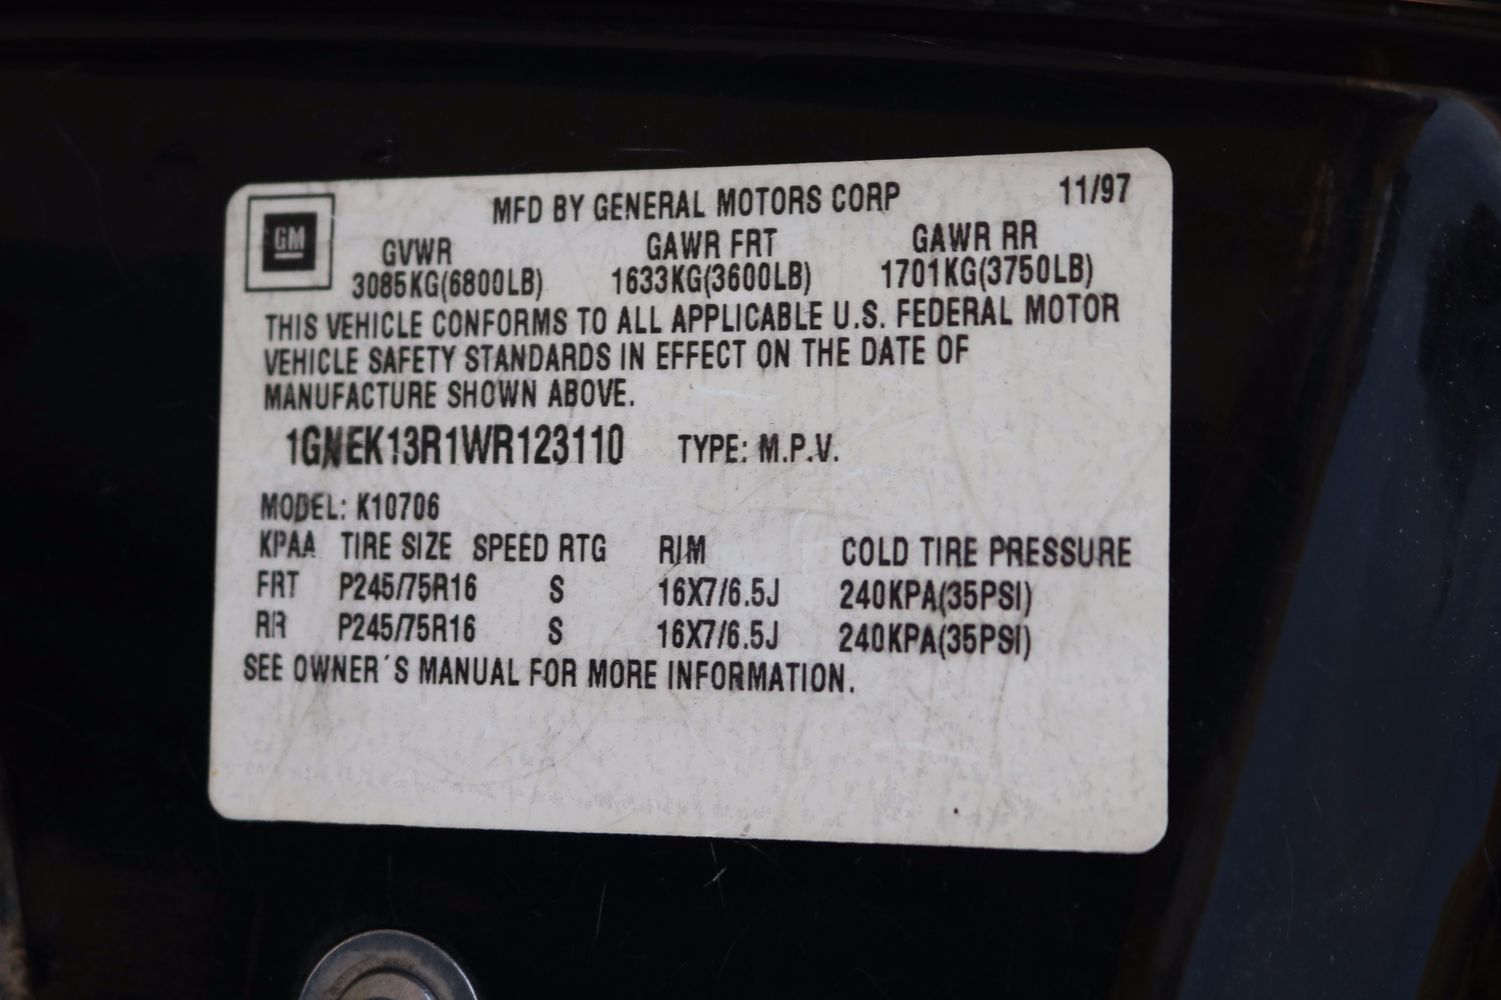 GM MFD BY GENERAL MOTORS CORP 11/97
GVWR GAWR FRT GAWR RR
3085KG(6800LB) 1633KG(3600LB) 1701KG(3750LB)
THIS VEHICLE CONFORMS TO ALL APPLICABLE U.S. FEDERAL MOTOR
VEHICLE SAFETY STANDARDS IN EFFECT ON THE DATE OF
MANUFACTURE SHOWN ABOVE.
1GNEK13R1WR123110 TYPE: M.P.V.
MODEL: K10706
KPAA TIRE SIZE SPEED RTG RIM COLD TIRE PRESSURE
FRT P245/75R16 S 16X7/6.5J 240KPA(35PSI)
RR P245/75R16 S 16X7/6.5J 240KPA(35PSI)
SEE OWNER´S MANUAL FOR MORE INFORMATION.